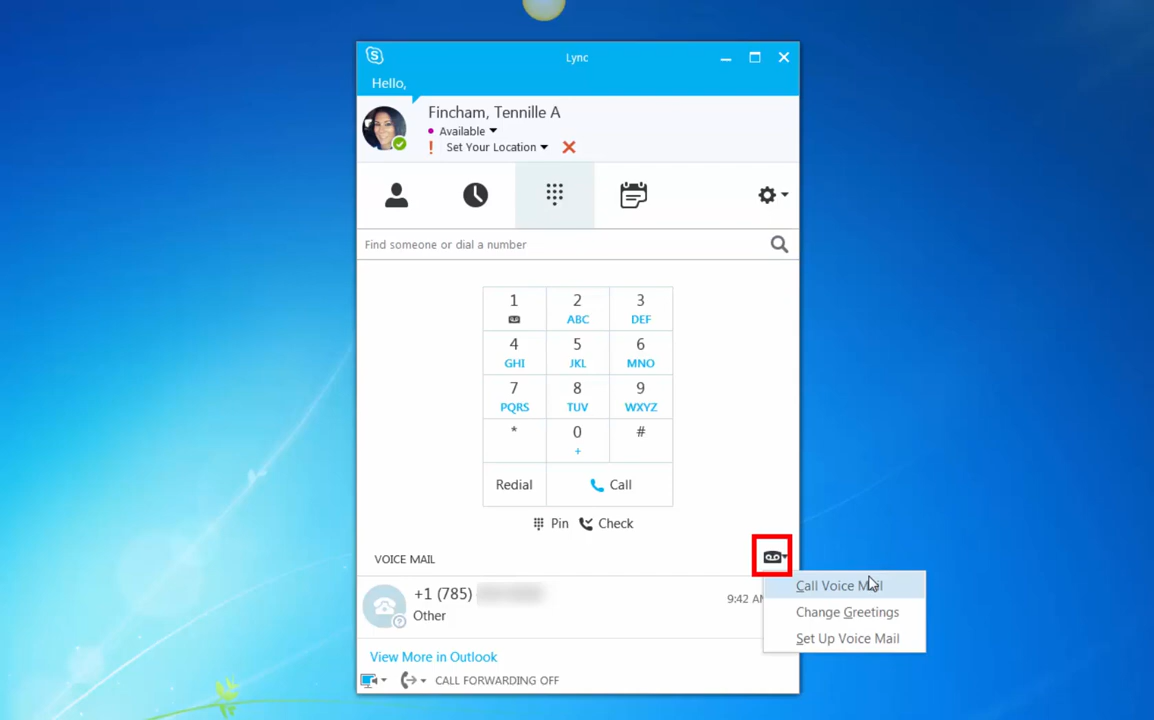 Lync
Hello,
Fincham, Tennille A
Available
Set Your Location
Find someone or dial a number
1 2 3
ABC DEF
4 5 6
GHI JKL MNO
7 8 9
PQRS TUV WXYZ
* 0 #
+
Redial Call
Pin Check
VOICE MAIL
Call Voice Mail
+1 (785)
9:42 AM
Change Greetings
Other
Set Up Voice Mail
View More in Outlook
CALL FORWARDING OFF